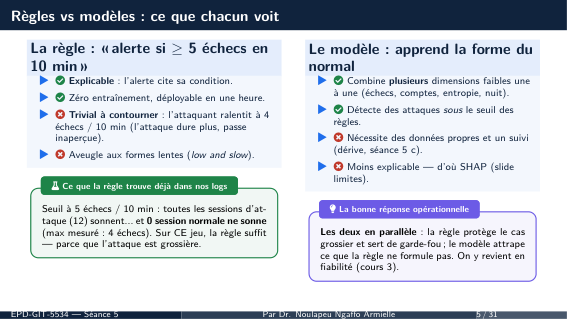 Règles vs modèles : ce que chacun voit
La règle : « alerte si ≥ 5 échecs en
10 min »
Explicable : l'alerte cite sa condition.
Zéro entraînement, déployable en une heure.
Trivial à contourner : l'attaquant ralentit à 4
échecs / 10 min (l'attaque dure plus, passe
inaperçue).
Aveugle aux formes lentes (low and slow).
Ce que la règle trouve déjà dans nos logs
Seuil à 5 échecs / 10 min : toutes les sessions d'at-
taque (12) sonnent... et 0 session normale ne sonne
(max mesuré : 4 échecs). Sur CE jeu, la règle suffit
— parce que l'attaque est grossière.
Le modèle : apprend la forme du
normal
Combine plusieurs dimensions faibles une
à une (échecs, comptes, entropie, nuit).
Détecte des attaques sous le seuil des
règles.
Nécessite des données propres et un suivi
(dérive, séance 5 c).
Moins explicable — d'où SHAP (slide
limites).
La bonne réponse opérationnelle
Les deux en parallèle : la règle protège le cas
grossier et sert de garde-fou ; le modèle attrape
ce que la règle ne formule pas. On y revient en
fiabilité (cours 3).
EPD-GIT-5534 — Séance 5
Par Dr. Noulapeu Ngaffo Armielle
5 / 31